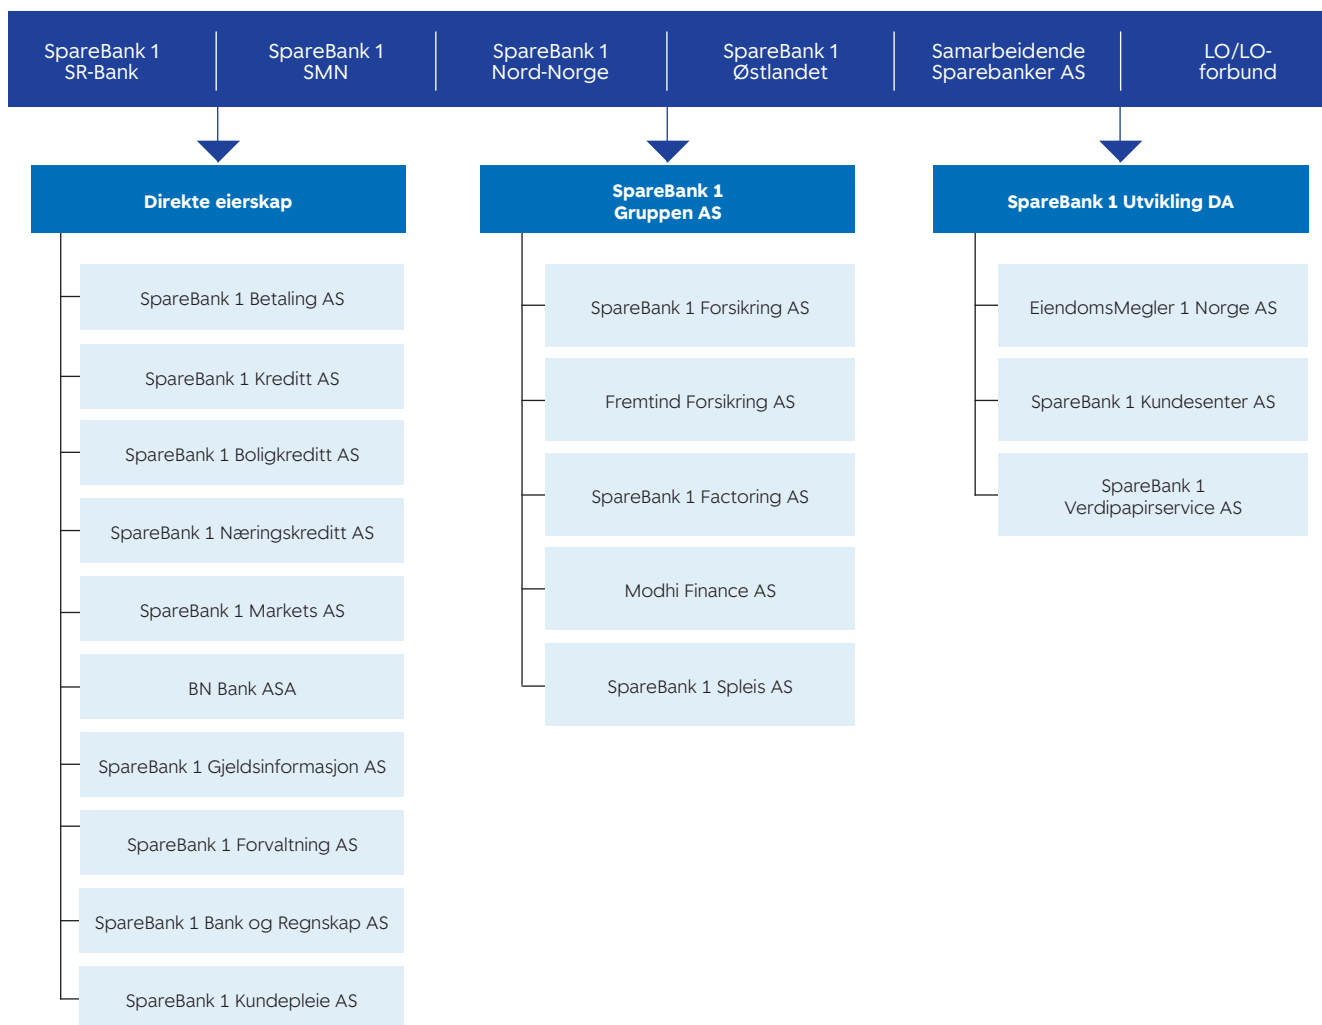 SpareBank 1
SR-Bank
SpareBank 1
SMN
SpareBank 1
Nord-Norge
SpareBank 1
Østlandet
Samarbeidende
Sparebanker AS
LO/LO-
forbund
Direkte eierskap
SpareBank 1 Betaling AS
SpareBank 1 Kreditt AS
SpareBank 1 Boligkreditt AS
SpareBank 1 Næringskreditt AS
SpareBank 1 Markets AS
BN Bank ASA
SpareBank 1 Gjeldsinformasjon AS
SpareBank 1 Forvaltning AS
SpareBank 1 Bank og Regnskap AS
SpareBank 1 Kundepleie AS
SpareBank 1
Gruppen AS
SpareBank 1 Forsikring AS
Fremtind Forsikring AS
SpareBank 1 Factoring AS
Modhi Finance AS
SpareBank 1 Spleis AS
SpareBank 1 Utvikling DA
EiendomsMegler 1 Norge AS
SpareBank 1 Kundesenter AS
SpareBank 1
Verdipapirservice AS